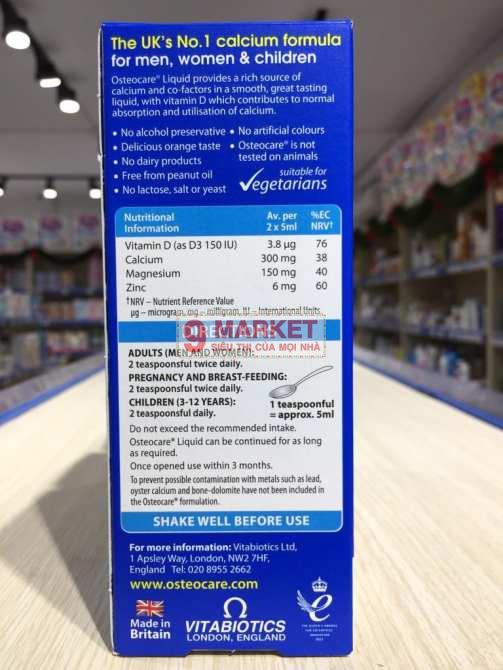 The UK's No.1 calcium formula
for men, women & children
Osteocare® Liquid provides a rich source of
calcium and co-factors in a smooth, great tasting
liquid, with vitamin D which contributes to normal
absorption and utilisation of calcium.
• No alcohol preservative • No artificial colours
• Delicious orange taste • Osteocare® is not
tested on animals
• No dairy products
• Free from peanut oil
• No lactose, salt or yeast
suitable for
Vegetarians
Nutritional Information Av. per 2 x 5ml %EC NRV†
Vitamin D (as D3 150 IU) 3.8 µg 76
Calcium 300 mg 38
Magnesium 150 mg 40
Zinc 6 mg 60
†NRV – Nutrient Reference Value
µg – microgram, mg – milligram, IU – International Units
DIRECTIONS
MARKET
SIÊU THỊ CỦA MỌI NHÀ
ADULTS (MEN AND WOMEN):
2 teaspoonsful twice daily.
PREGNANCY AND BREAST-FEEDING:
2 teaspoonsful twice daily.
CHILDREN (3-12 YEARS):
2 teaspoonsful daily.
1 teaspoonful
= approx. 5ml
Do not exceed the recommended intake.
Osteocare® Liquid can be continued for as long
as required.
Once opened use within 3 months.
To prevent possible contamination with metals such as lead,
oyster calcium and bone-dolomite have not been included in
the Osteocare® formulation.
SHAKE WELL BEFORE USE
For more information: Vitabiotics Ltd,
1 Apsley Way, London, NW2 7HF,
England Tel: 020 8955 2662
www.osteocare.com
Made in
Britain
VITABIOTICS
LONDON, ENGLAND